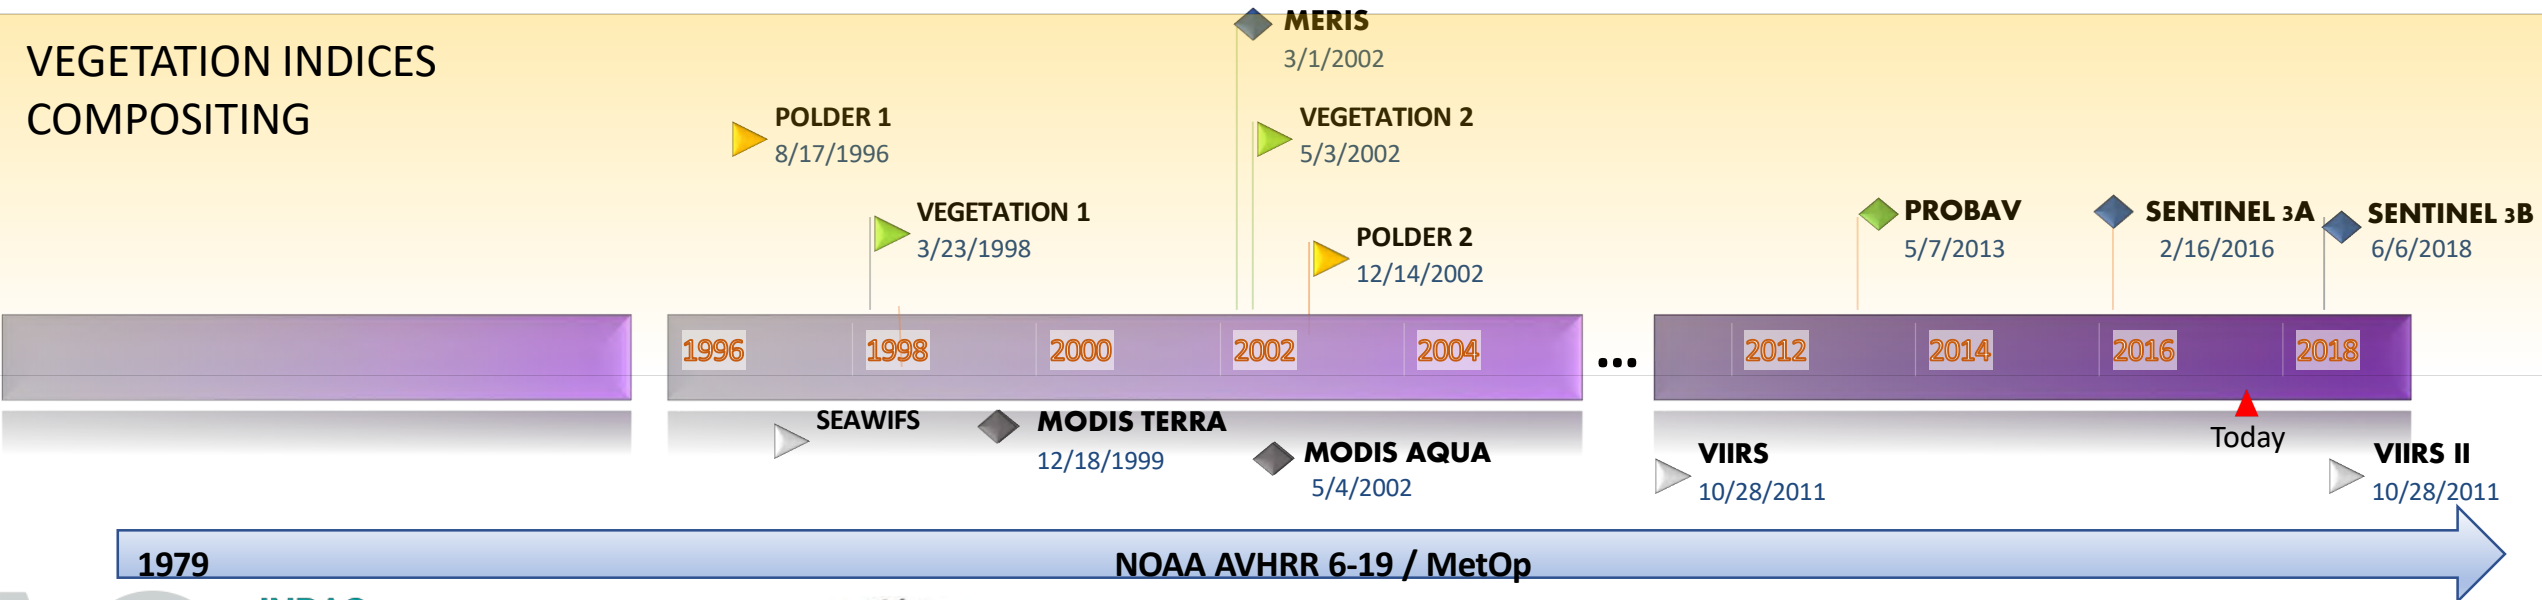 VEGETATION INDICES
COMPOSITING
MERIS
3/1/2002
POLDER 1
8/17/1996
VEGETATION 2
5/3/2002
VEGETATION 1
3/23/1998
POLDER 2
12/14/2002
PROBAV
5/7/2013
SENTINEL 3A
2/16/2016
SENTINEL 3B
6/6/2018
1996
1998
2000
2002
2004
...
2012
2014
2016
2018
SEAWIFS
MODIS TERRA
12/18/1999
MODIS AQUA
5/4/2002
VIIRS
10/28/2011
Today
VIIRS II
10/28/2011
1979
NOAA AVHRR 6-19 / MetOp